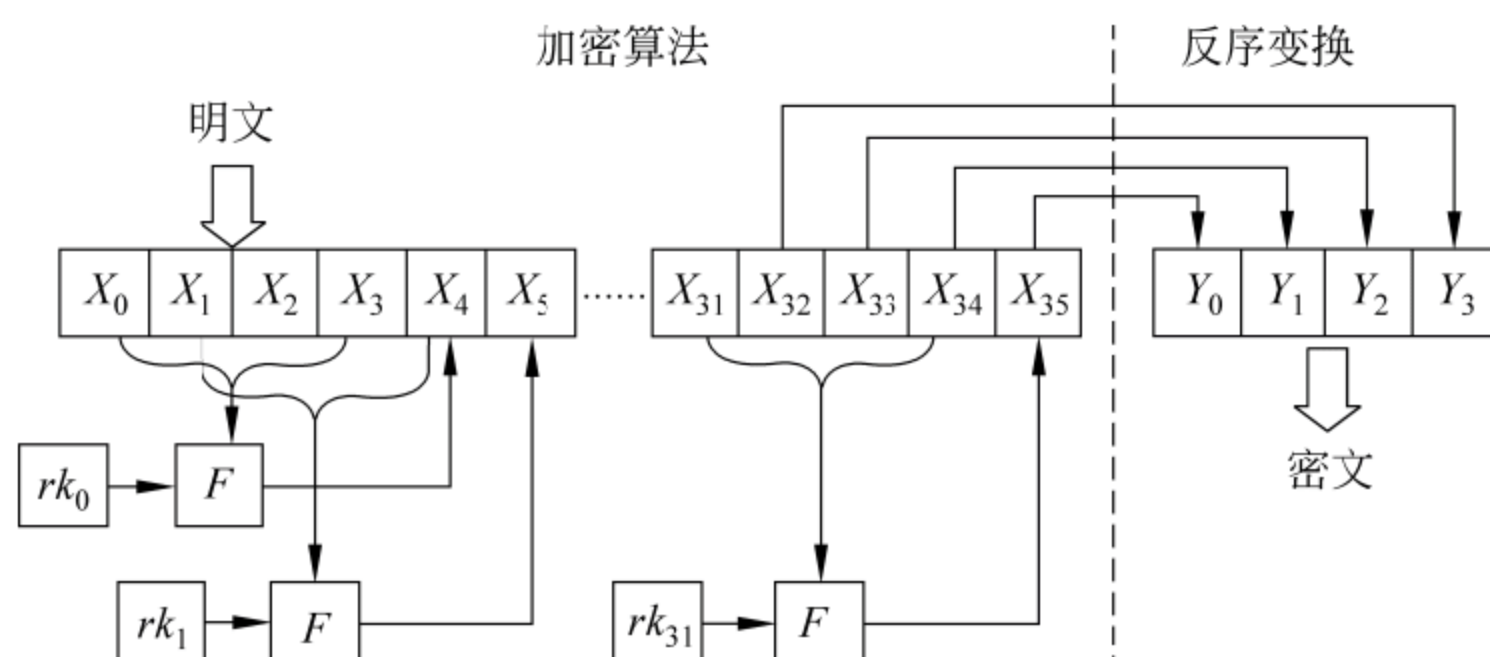 加密算法 反序变换
明文
X₀ X₁ X₂ X₃ X₄ X₅ …… X₃₁ X₃₂ X₃₃ X₃₄ X₃₅ Y₀ Y₁ Y₂ Y₃
密文
rk₀ F
rk₁ F rk₃₁ F